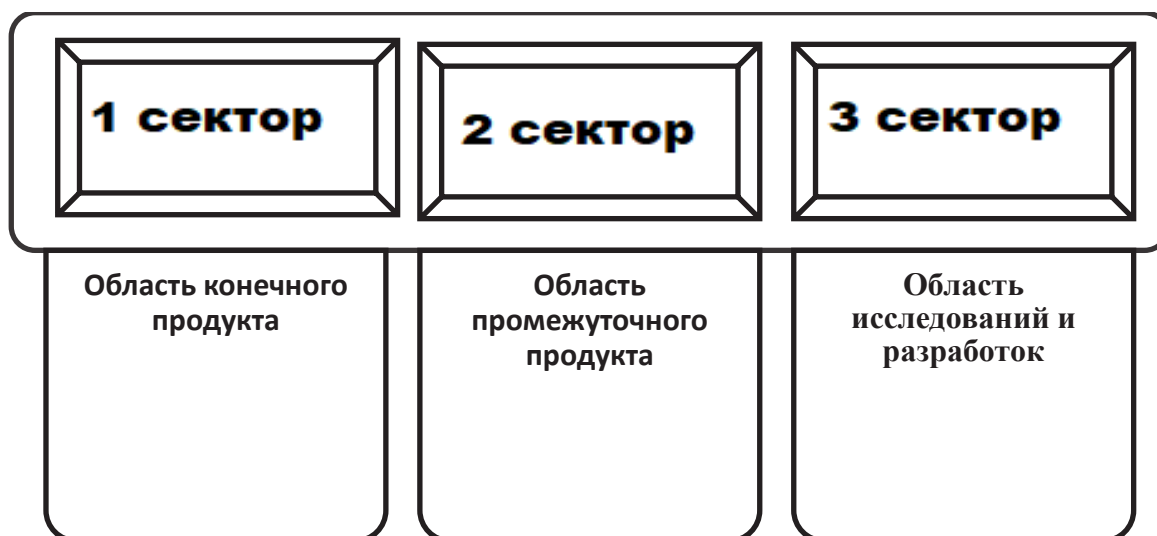 1 сектор
2 сектор
3 сектор
Область конечного
продукта
Область
промежуточного
продукта
Область
исследований и
разработок